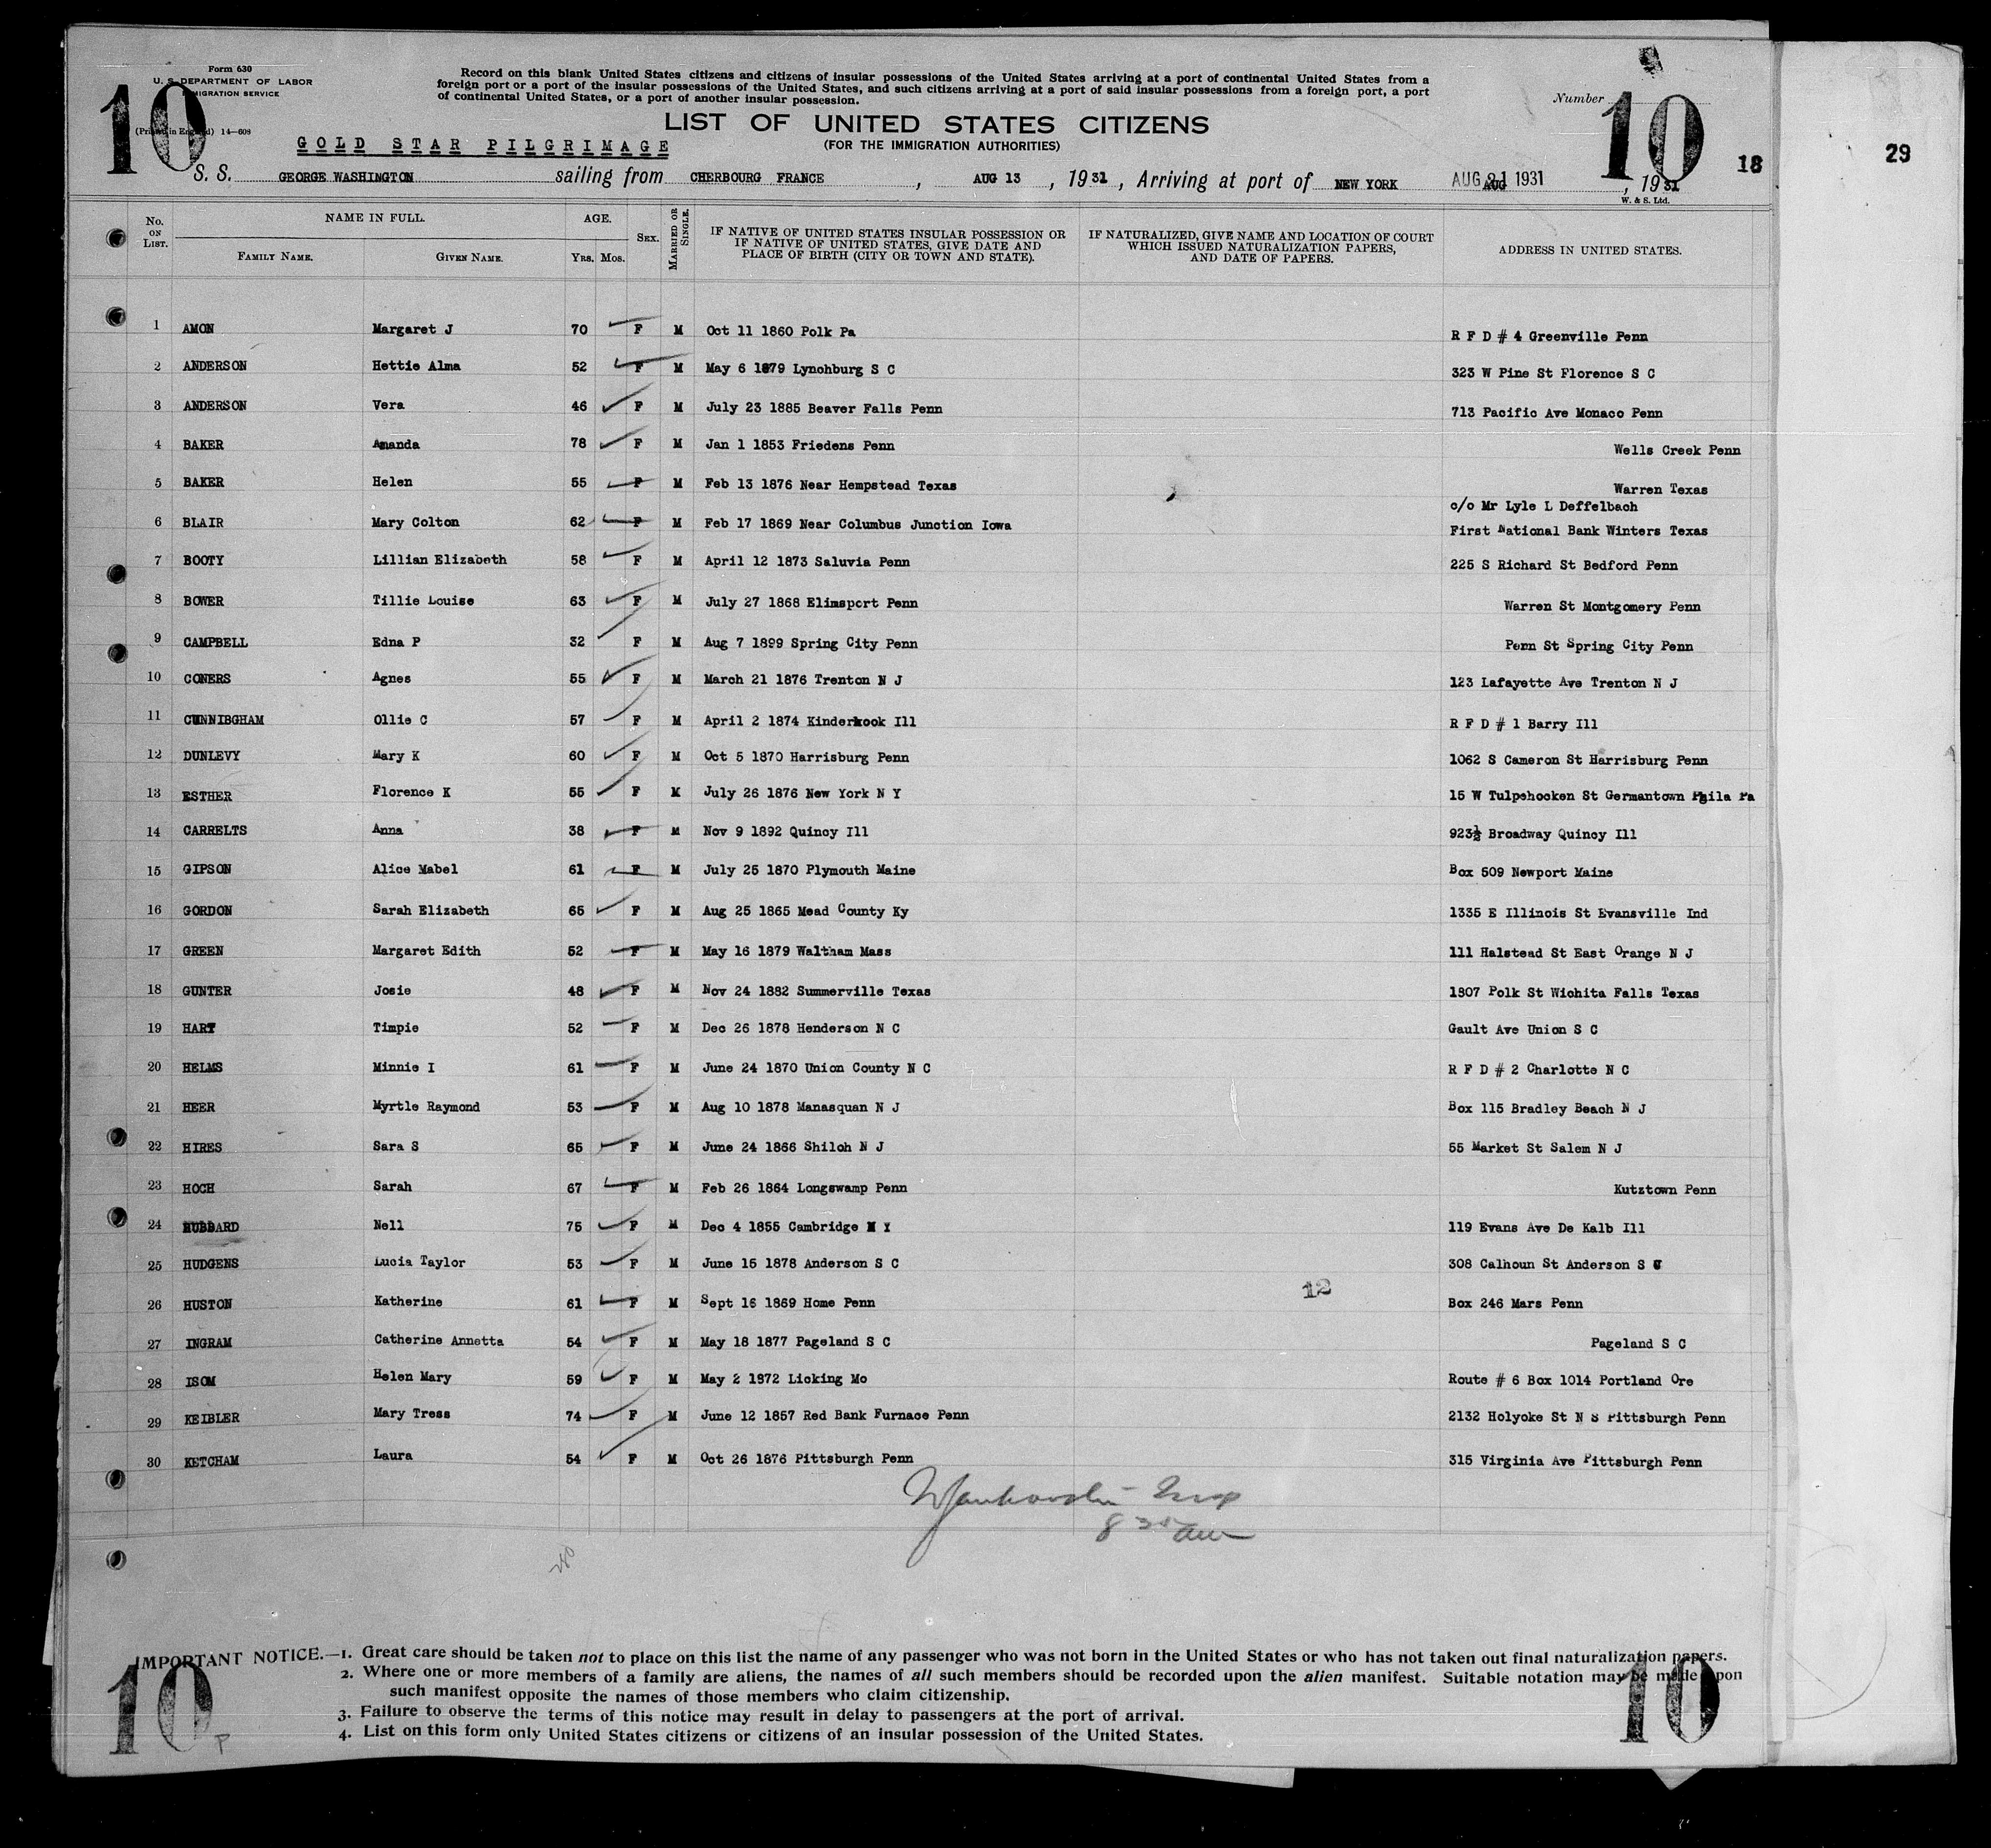 Form 630
U. S. DEPARTMENT OF LABOR
IMMIGRATION SERVICE
(Printed in England) 14—608
10
10
Record on this blank United States citizens and citizens of insular possessions of the United States arriving at a port of continental United States from a
foreign port or a port of the insular possessions of the United States, and such citizens arriving at a port of said insular possessions from a foreign port, a port
of continental United States, or a port of another insular possession.
Number
LIST OF UNITED STATES CITIZENS
(FOR THE IMMIGRATION AUTHORITIES)
GOLD STAR PILGRIMAGE
18
29
S. S. GEORGE WASHINGTON sailing from CHERBOURG FRANCE, AUG 13, 1931, Arriving at port of NEW YORK AUG 21 1931, 1931
W. & S. Ltd.
No. ON LIST. NAME IN FULL. FAMILY NAME. GIVEN NAME. AGE. YRS. MOS. SEX. MARRIED OR SINGLE. IF NATIVE OF UNITED STATES INSULAR POSSESSION OR IF NATIVE OF UNITED STATES, GIVE DATE AND PLACE OF BIRTH (CITY OR TOWN AND STATE). IF NATURALIZED, GIVE NAME AND LOCATION OF COURT WHICH ISSUED NATURALIZATION PAPERS, AND DATE OF PAPERS. ADDRESS IN UNITED STATES.
1 AMON Margaret J 70 F M Oct 11 1860 Polk Pa R F D # 4 Greenville Penn
2 ANDERSON Hettie Alma 52 F M May 6 1879 Lynchburg S C 323 W Pine St Florence S C
3 ANDERSON Vera 46 F M July 23 1885 Beaver Falls Penn 713 Pacific Ave Monaco Penn
4 BAKER Amanda 78 F M Jan 1 1853 Friedens Penn Wells Creek Penn
5 BAKER Helen 55 F M Feb 13 1876 Near Hempstead Texas Warren Texas
c/o Mr Lyle L Deffelbach
6 BLAIR Mary Colton 62 F M Feb 17 1869 Near Columbus Junction Iowa First National Bank Winters Texas
7 BOOTY Lillian Elizabeth 58 F M April 12 1873 Saluvia Penn 225 S Richard St Bedford Penn
8 BOWER Tillie Louise 63 F M July 27 1868 Elimsport Penn Warren St Montgomery Penn
9 CAMPBELL Edna P 32 F M Aug 7 1899 Spring City Penn Penn St Spring City Penn
10 CONERS Agnes 55 F M March 21 1876 Trenton N J 123 Lafayette Ave Trenton N J
11 CUNNIBGHAM Ollie C 57 F M April 2 1874 Kinderkook Ill R F D # 1 Barry Ill
12 DUNLEVY Mary K 60 F M Oct 5 1870 Harrisburg Penn 1062 S Cameron St Harrisburg Penn
13 ESTHER Florence K 55 F M July 26 1876 New York N Y 15 W Tulpehocken St Germantown Phila Pa
14 CARRELTS Anna 38 F M Nov 9 1892 Quincy Ill 923½ Broadway Quincy Ill
15 GIPSON Alice Mabel 61 F M July 25 1870 Plymouth Maine Box 509 Newport Maine
16 GORDON Sarah Elizabeth 65 F M Aug 25 1865 Mead County Ky 1335 E Illinois St Evansville Ind
17 GREEN Margaret Edith 52 F M May 16 1879 Waltham Mass 111 Halstead St East Orange N J
18 GUNTER Josie 48 F M Nov 24 1882 Summerville Texas 1807 Polk St Wichita Falls Texas
19 HART Timpie 52 F M Dec 26 1878 Henderson N C Gault Ave Union S C
20 HELMS Minnie I 61 F M June 24 1870 Union County N C R F D # 2 Charlotte N C
21 HEER Myrtle Raymond 53 F M Aug 10 1878 Manasquan N J Box 115 Bradley Beach N J
22 HIRES Sara S 65 F M June 24 1866 Shiloh N J 55 Market St Salem N J
23 HOCH Sarah 67 F M Feb 26 1864 Longswamp Penn Kutztown Penn
24 HUBBARD Nell 75 F M Dec 4 1855 Cambridge N Y 119 Evans Ave De Kalb Ill
25 HUDGENS Lucia Taylor 53 F M June 15 1878 Anderson S C 308 Calhoun St Anderson S C
12
26 HUSTON Katherine 61 F M Sept 16 1869 Home Penn Box 246 Mars Penn
27 INGRAM Catherine Annetta 54 F M May 18 1877 Pageland S C Pageland S C
28 ISOM Helen Mary 59 F M May 2 1872 Licking Mo Route # 6 Box 1014 Portland Ore
29 KEIBLER Mary Tress 74 F M June 12 1857 Red Bank Furnace Penn 2132 Holyoke St N S Pittsburgh Penn
30 KETCHAM Laura 54 F M Oct 26 1876 Pittsburgh Penn 315 Virginia Ave Pittsburgh Penn
Insp
8 30 am
IMPORTANT NOTICE.—1. Great care should be taken not to place on this list the name of any passenger who was not born in the United States or who has not taken out final naturalization papers.
2. Where one or more members of a family are aliens, the names of all such members should be recorded upon the alien manifest. Suitable notation may be made upon
such manifest opposite the names of those members who claim citizenship.
3. Failure to observe the terms of this notice may result in delay to passengers at the port of arrival.
4. List on this form only United States citizens or citizens of an insular possession of the United States.
10
10
P